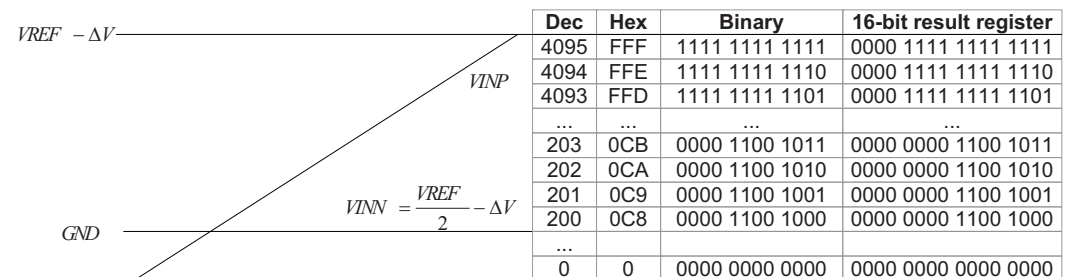 VREF − ΔV
VINP
VINN = VREF/2 − ΔV
GND
Dec Hex Binary 16-bit result register
4095 FFF 1111 1111 1111 0000 1111 1111 1111
4094 FFE 1111 1111 1110 0000 1111 1111 1110
4093 FFD 1111 1111 1101 0000 1111 1111 1101
... ... ... ...
203 0CB 0000 1100 1011 0000 0000 1100 1011
202 0CA 0000 1100 1010 0000 0000 1100 1010
201 0C9 0000 1100 1001 0000 0000 1100 1001
200 0C8 0000 1100 1000 0000 0000 1100 1000
...
0 0 0000 0000 0000 0000 0000 0000 0000